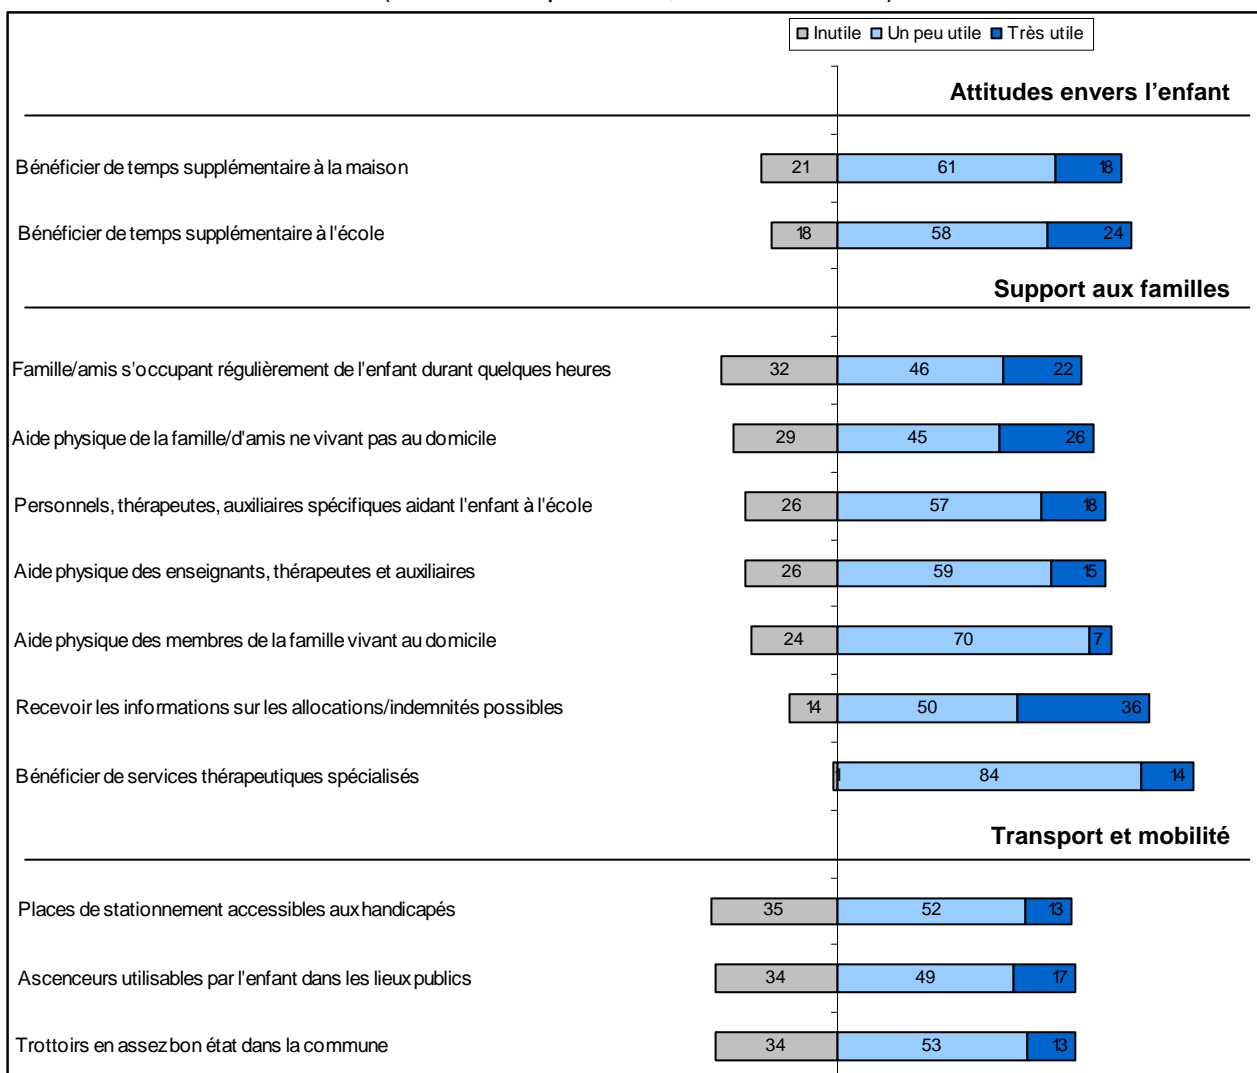 Inutile Un peu utile Très utile
Attitudes envers l'enfant
Bénéficier de temps supplémentaire à la maison 21 61 18
Bénéficier de temps supplémentaire à l'école 18 58 24
Support aux familles
Famille/amis s'occupant régulièrement de l'enfant durant quelques heures 32 46 22
Aide physique de la famille/d'amis ne vivant pas au domicile 29 45 26
Personnels, thérapeutes, auxiliaires spécifiques aidant l'enfant à l'école 26 57 18
Aide physique des enseignants, thérapeutes et auxiliaires 26 59 15
Aide physique des membres de la famille vivant au domicile 24 70 7
Recevoir les informations sur les allocations/indemnités possibles 14 50 36
Bénéficier de services thérapeutiques spécialisés 1 84 14
Transport et mobilité
Places de stationnement accessibles aux handicapés 35 52 13
Ascenceurs utilisables par l'enfant dans les lieux publics 34 49 17
Trottoirs en assez bon état dans la commune 34 53 13